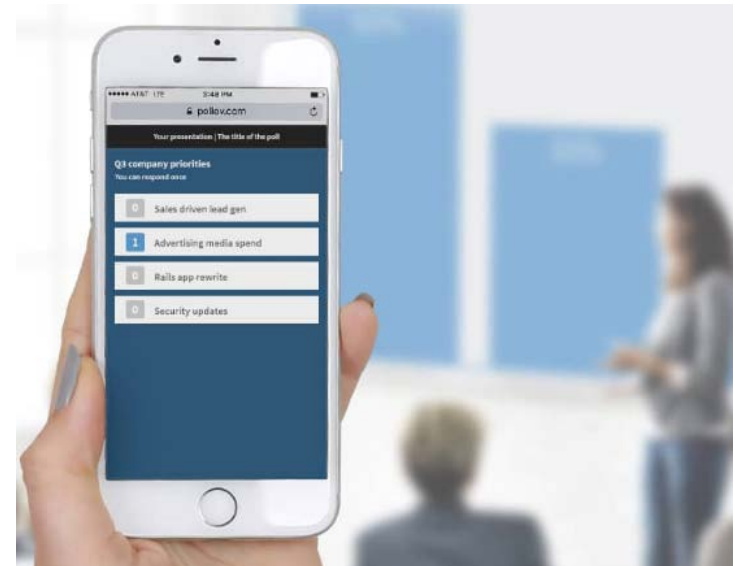 AT&T LTE 3:48 PM
pollev.com
Your presentation | The title of the poll
Q3 company priorities
You can respond once
0 Sales driven lead gen
1 Advertising media spend
0 Rails app rewrite
0 Security updates